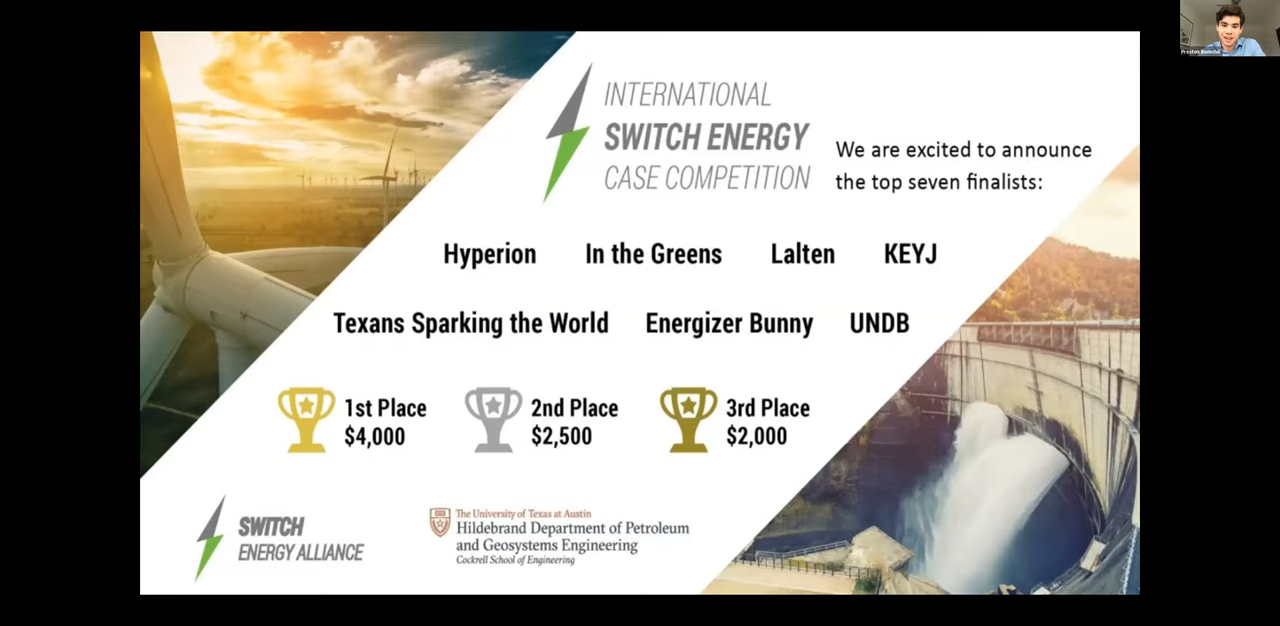 INTERNATIONAL
SWITCH ENERGY
CASE COMPETITION
We are excited to announce
the top seven finalists:
Hyperion In the Greens Lalten KEYJ
Texans Sparking the World Energizer Bunny UNDB
1st Place
$4,000
2nd Place
$2,500
3rd Place
$2,000
SWITCH
ENERGY ALLIANCE
The University of Texas at Austin
Hildebrand Department of Petroleum
and Geosystems Engineering
Cockrell School of Engineering
Preston